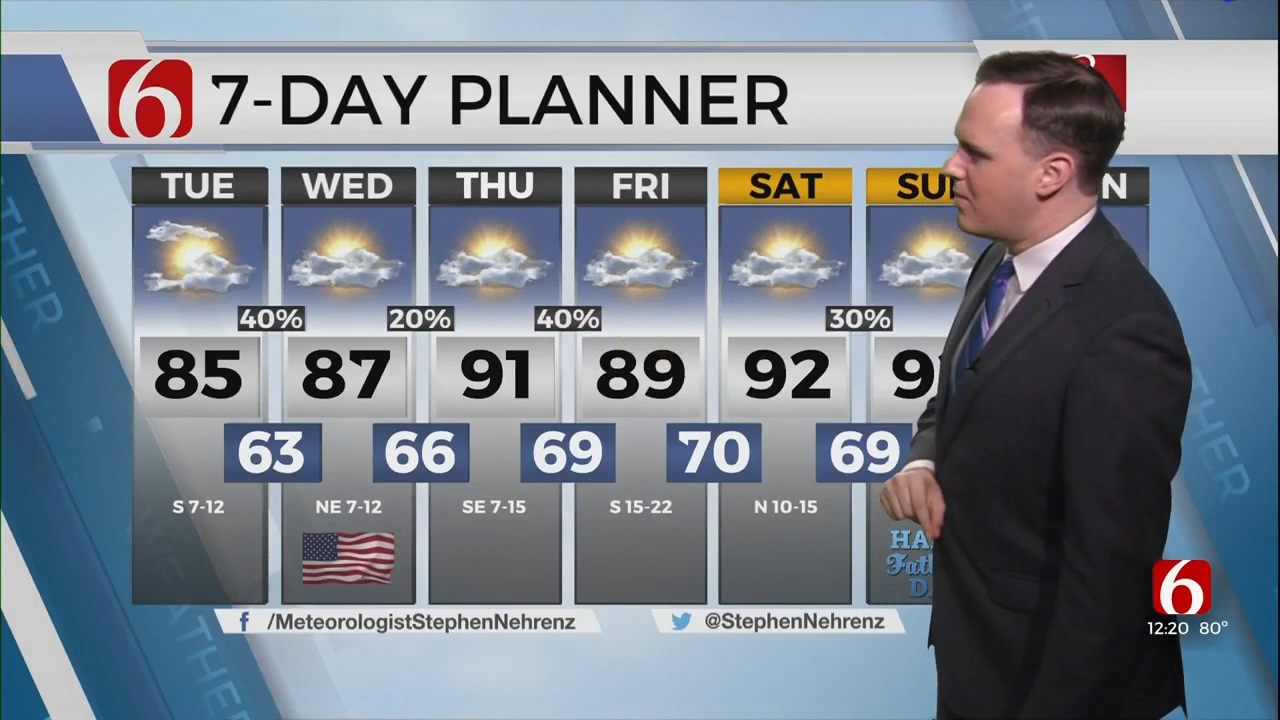 6 7-DAY PLANNER
TUE WED THU FRI SAT
40% 20% 40% 30%
85 87 91 89 92
63 66 69 70 69
S 7-12 NE 7-12 SE 7-15 S 15-22 N 10-15
/MeteorologistStephenNehrenz @StephenNehrenz
6
12:20 80°